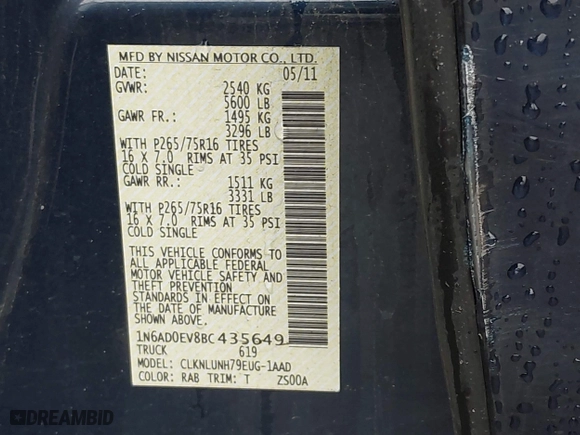 MFD BY NISSAN MOTOR CO., LTD.
DATE: 05/11
GVWR: 2540 KG
5600 LB
GAWR FR.: 1495 KG
3296 LB
WITH P265/75R16 TIRES
16 X 7.0 RIMS AT 35 PSI
COLD SINGLE
GAWR RR.: 1511 KG
3331 LB
WITH P265/75R16 TIRES
16 X 7.0 RIMS AT 35 PSI
COLD SINGLE
THIS VEHICLE CONFORMS TO
ALL APPLICABLE FEDERAL
MOTOR VEHICLE SAFETY AND
THEFT PREVENTION
STANDARDS IN EFFECT ON
THE DATE OF MANUFACTURE
SHOWN ABOVE.
1N6AD0EV8BC435649
TRUCK 619
MODEL: CLKNLUNH79EUG-1AAD
COLOR: RAB TRIM: T ZS00A
DREAMBID